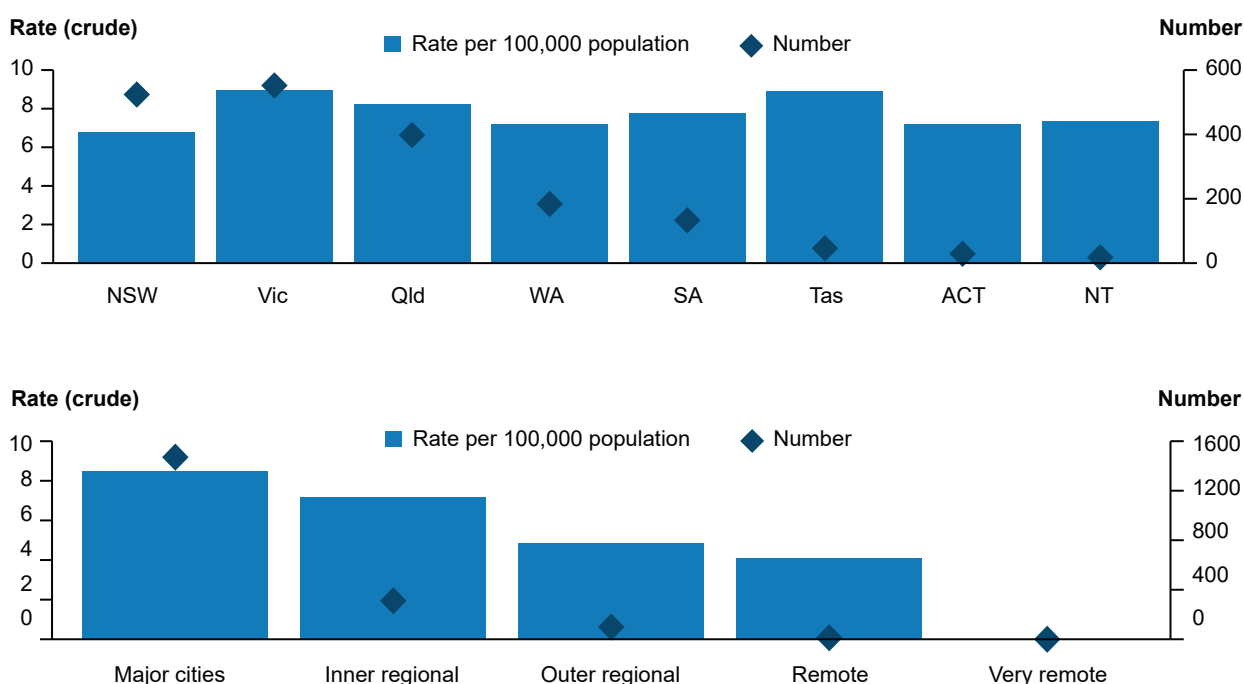 Rate (crude) Number
Rate per 100,000 population Number
10 600
8
6 400
4
2 200
0 0
NSW Vic Qld WA SA Tas ACT NT
Rate (crude) Number
Rate per 100,000 population Number
10 1600
8 1200
6
4 800
2 400
0 0
Major cities Inner regional Outer regional Remote Very remote